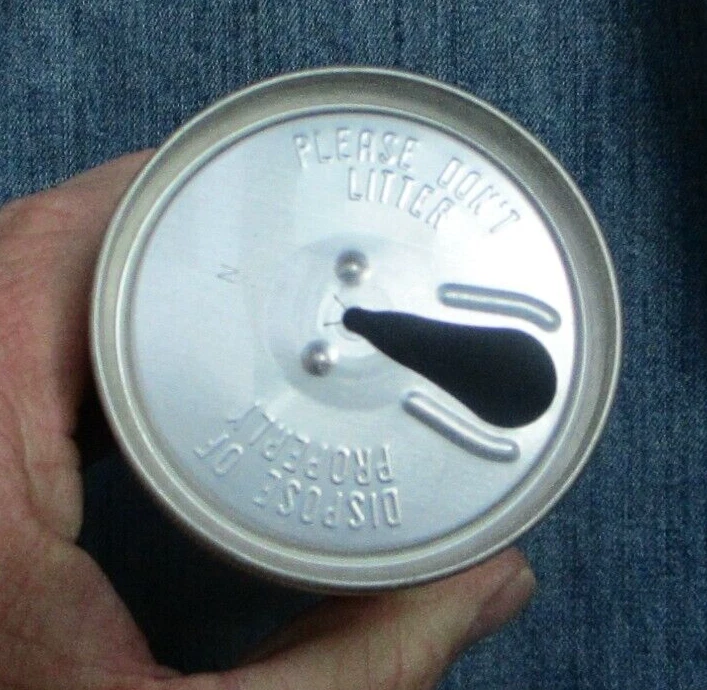 PLEASE DON'T
LITTER
DISPOSE OF
PROPERLY